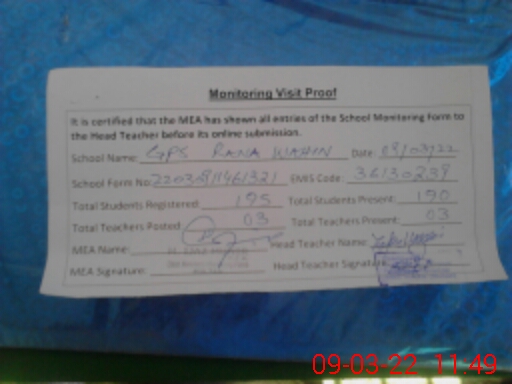 Monitoring Visit Proof
It is certified that the MEA has shown all entries of the School Monitoring Form to
the Head Teacher before its online submission.
School Name: GPS RANA WAHIN Date: 09/03/22
School Form No: EMIS Code: 36130239
Total Students Registered: 195 Total Students Present: 190
Total Teachers Posted 03 Total Teachers Present: 03
MEA Name: Head Teacher Name:
MEA Signature: Head Teacher Signature
09-03-22 11:49